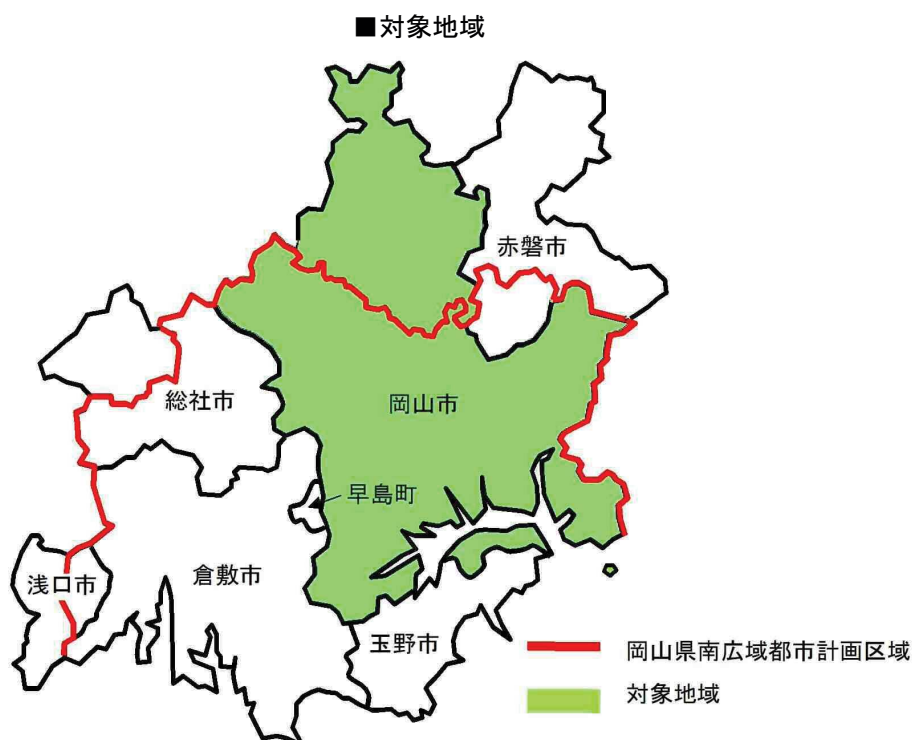 ■対象地域
赤磐市
総社市
岡山市
早島町
倉敷市
浅口市
玉野市
岡山県南広域都市計画区域
対象地域